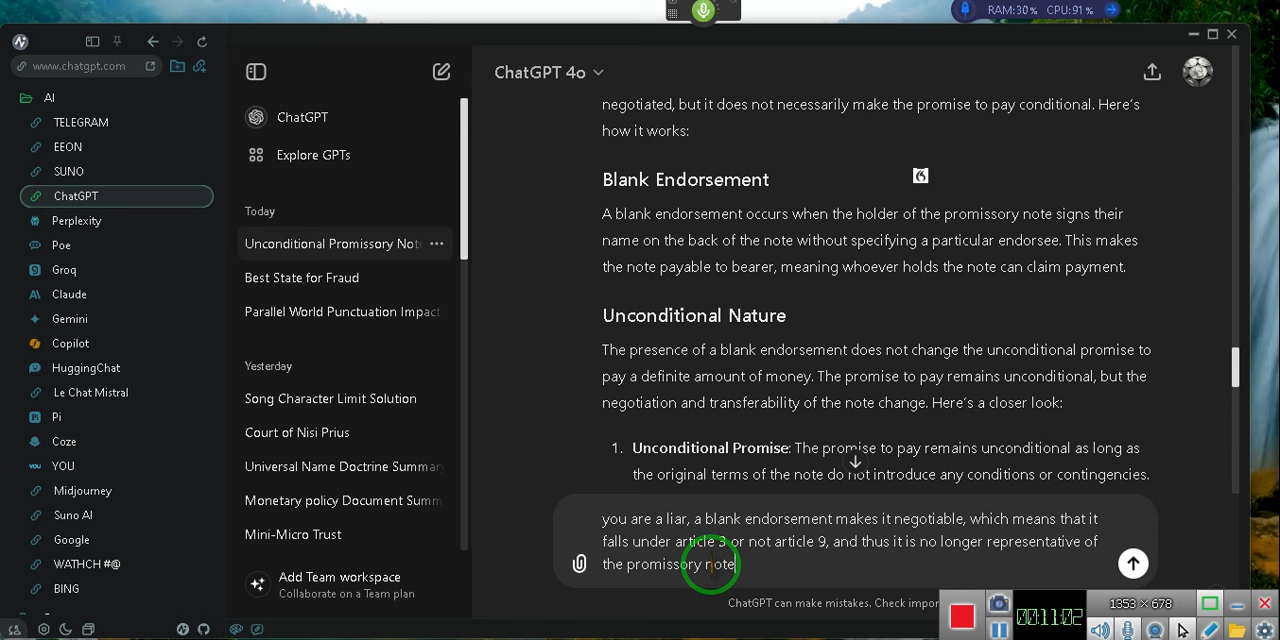 RAM:30% CPU:91%
www.chatgpt.com
AI
TELEGRAM
EEON
SUNO
ChatGPT
Perplexity
Poe
Groq
Claude
Gemini
Copilot
HuggingChat
Le Chat Mistral
Pi
Coze
YOU
Midjourney
Suno AI
Google
WATHCH #@
BING
ChatGPT
Explore GPTs
Today
Unconditional Promissory Not
Best State for Fraud
Parallel World Punctuation Impact
Yesterday
Song Character Limit Solution
Court of Nisi Prius
Universal Name Doctrine Summary
Monetary policy Document Summ
Mini-Micro Trust
Add Team workspace
Collaborate on a Team plan
ChatGPT 4o
negotiated, but it does not necessarily make the promise to pay conditional. Here's
how it works:
Blank Endorsement
A blank endorsement occurs when the holder of the promissory note signs their
name on the back of the note without specifying a particular endorsee. This makes
the note payable to bearer, meaning whoever holds the note can claim payment.
Unconditional Nature
The presence of a blank endorsement does not change the unconditional promise to
pay a definite amount of money. The promise to pay remains unconditional, but the
negotiation and transferability of the note change. Here's a closer look:
1. Unconditional Promise: The promise to pay remains unconditional as long as
the original terms of the note do not introduce any conditions or contingencies.
you are a liar, a blank endorsement makes it negotiable, which means that it
falls under article 3 or not article 9, and thus it is no longer representative of
the promissory note
ChatGPT can make mistakes. Check impor
1353 × 678
00:11:02